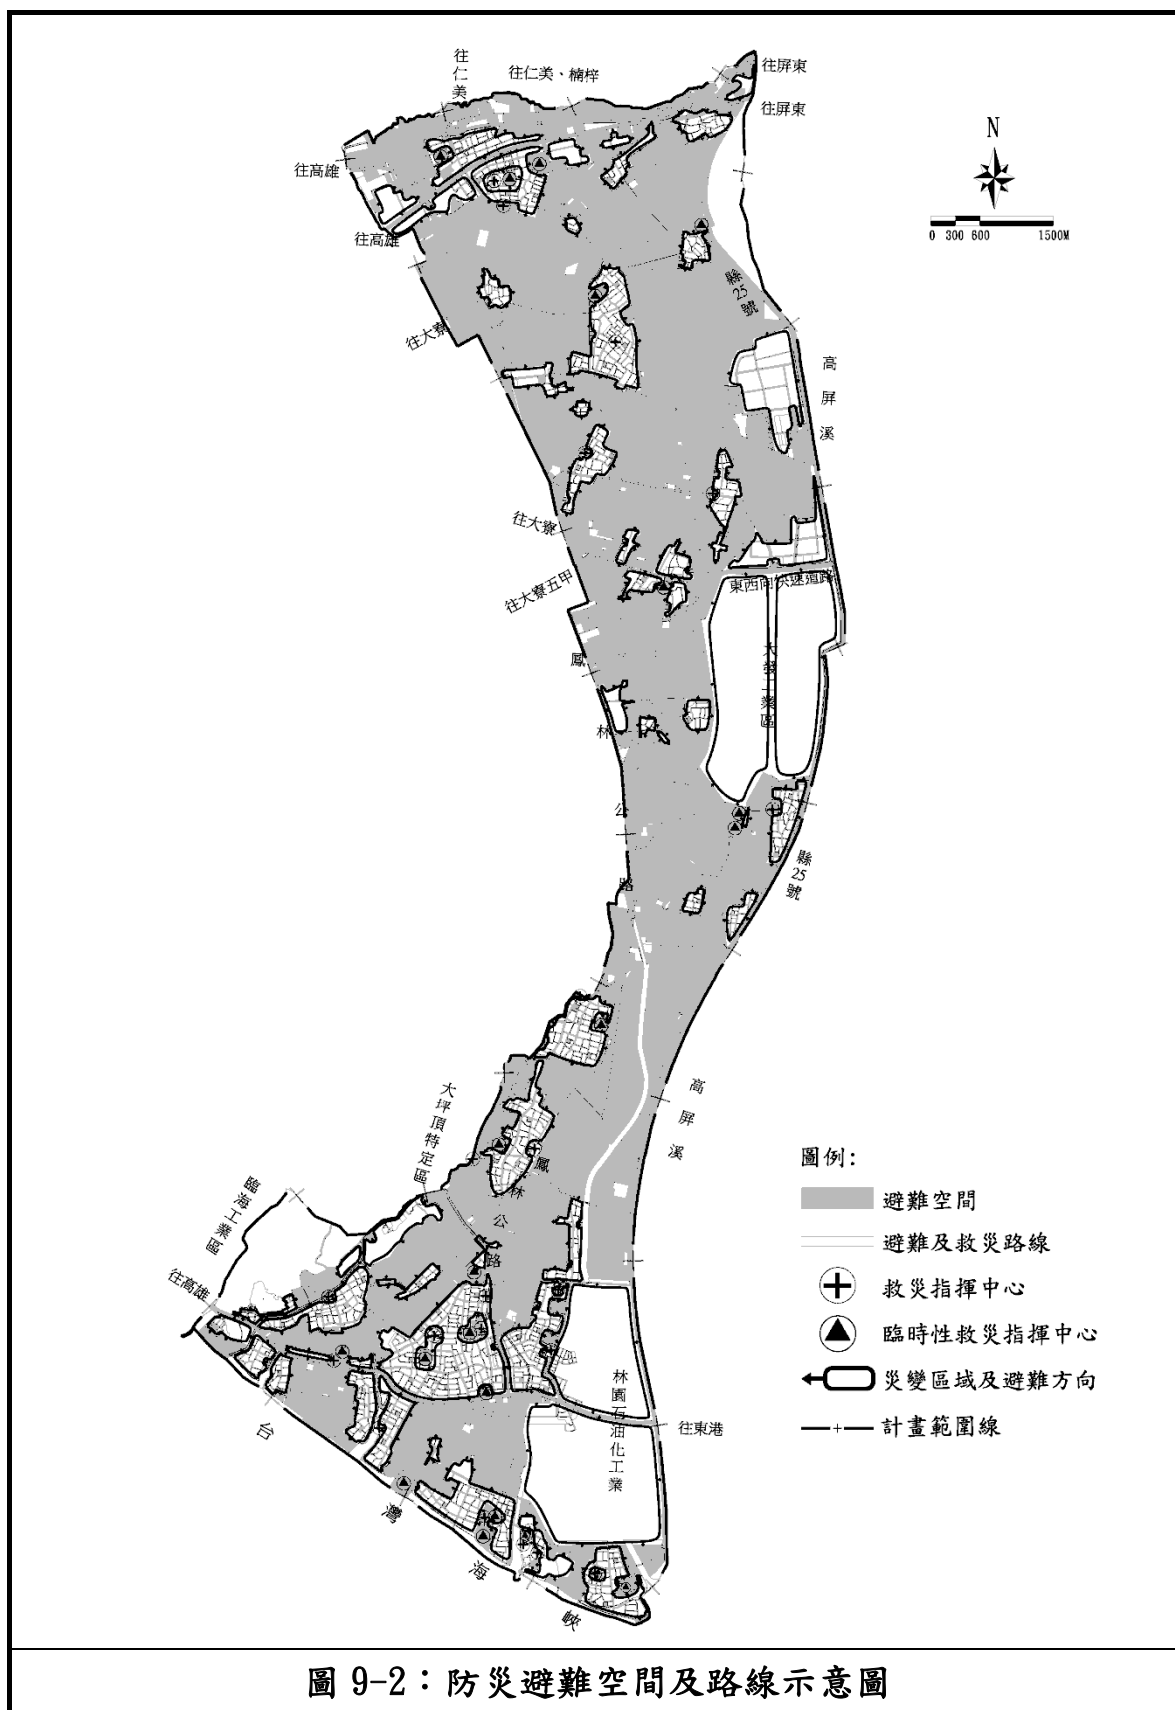 往仁美
往仁美、楠梓
往屏東
往屏東
往高雄
往高雄
N
0 300 600 1500M
縣25號
往大寮
高屏溪
往大寮
東西向快速道路
往大寮五甲
大發工業區
鳳林公路
縣25號
高屏溪
大坪頂特定區
鳳林公路
臨海工業區
往高雄
林園石油化工業
往東港
台灣海峽
圖例:
避難空間
避難及救災路線
救災指揮中心
臨時性救災指揮中心
災變區域及避難方向
計畫範圍線
圖 9-2：防災避難空間及路線示意圖